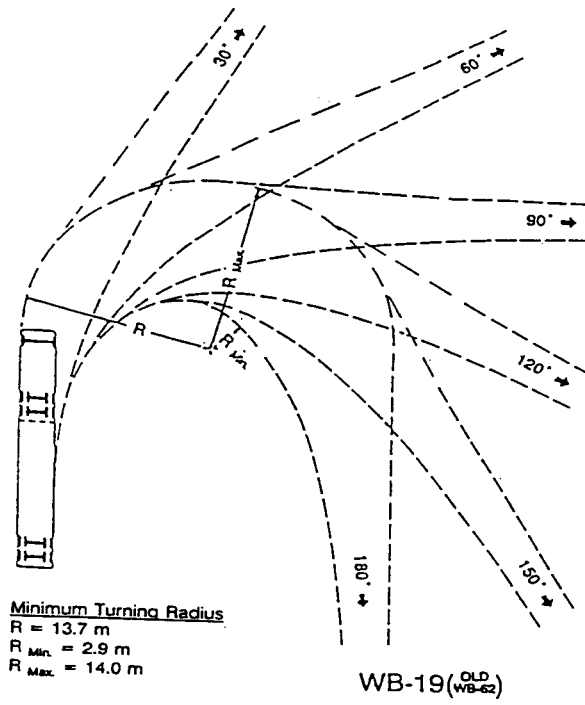 30°
60°
90°
120°
150°
180°
R
R Max.
R Min.
Minimum Turning Radius
R = 13.7 m
R Min. = 2.9 m
R Max. = 14.0 m
WB-19 (OLD WB-62)